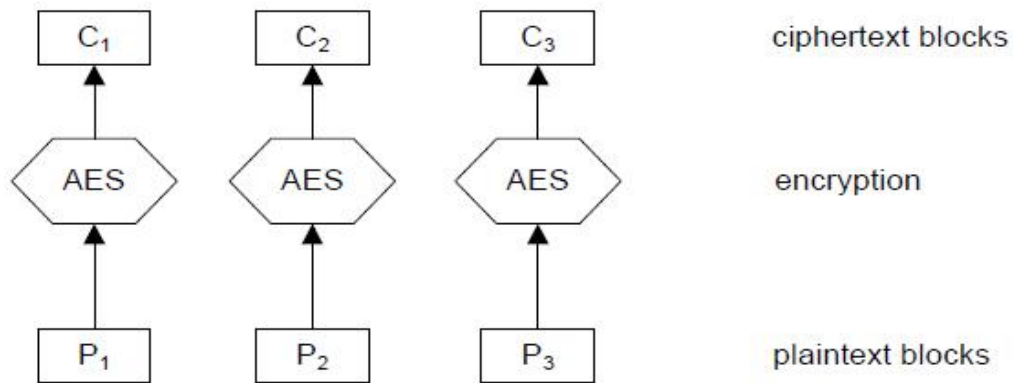 C₁ C₂ C₃ ciphertext blocks
AES AES AES encryption
P₁ P₂ P₃ plaintext blocks